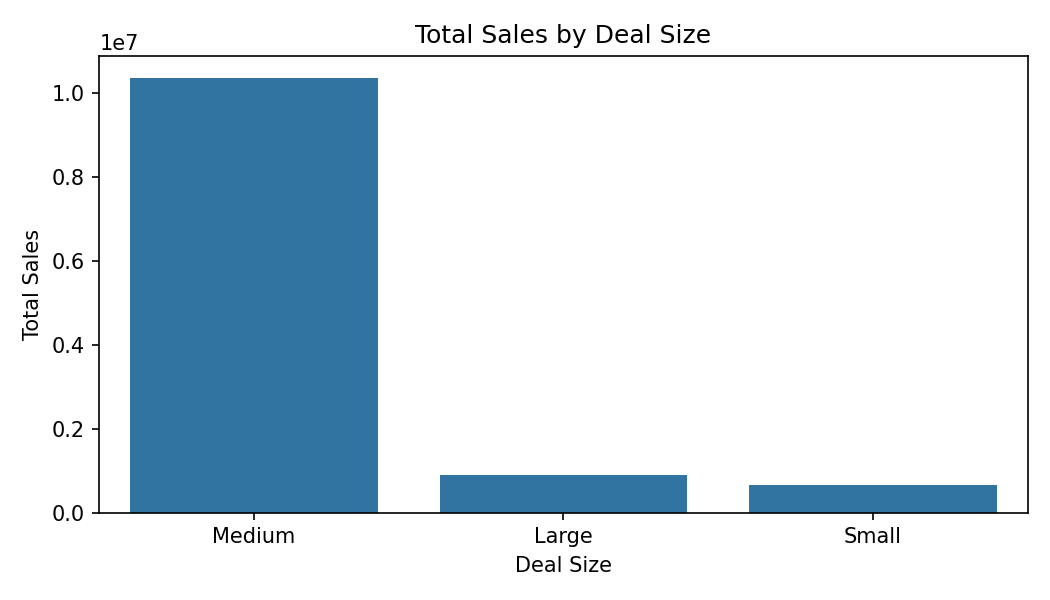 Total Sales by Deal Size
1e7
1.0
0.8
0.6
0.4
0.2
0.0
Total Sales
Medium
Large
Small
Deal Size